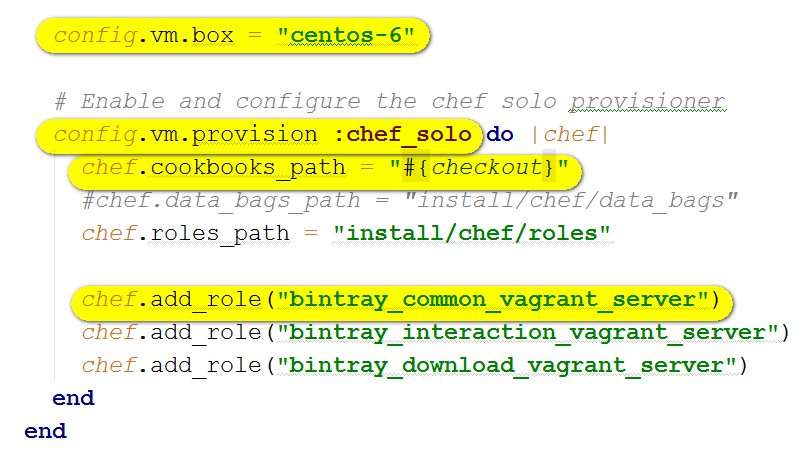 config.vm.box = "centos-6"
# Enable and configure the chef solo provisioner
config.vm.provision :chef_solo do |chef|
chef.cookbooks_path = "#{checkout}"
#chef.data_bags_path = "install/chef/data_bags"
chef.roles_path = "install/chef/roles"
chef.add_role("bintray_common_vagrant_server")
chef.add_role("bintray_interaction_vagrant_server")
chef.add_role("bintray_download_vagrant_server")
end
end